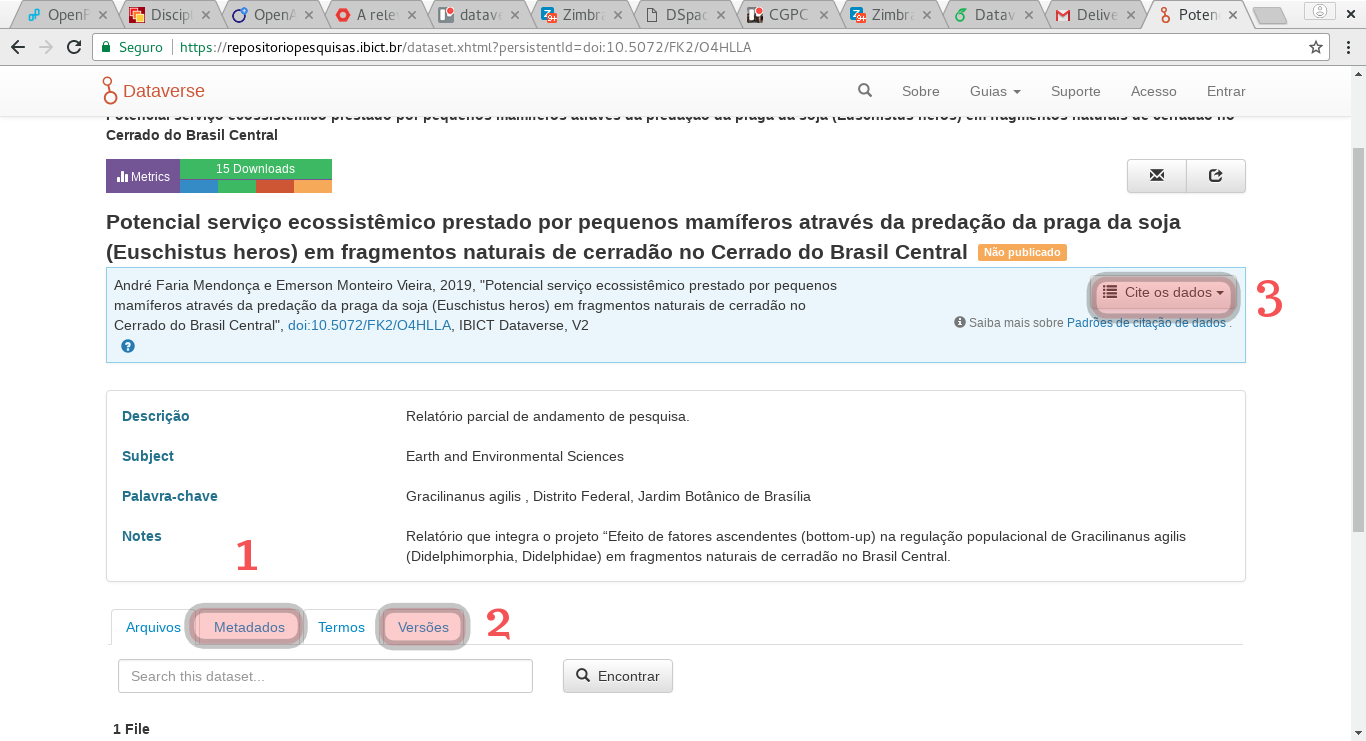 OpenF
Discipl
OpenA
A relev
datave
Zimbra
DSpac
CGPC
Zimbra
Datav
Delive
Poten
Seguro
https://repositoriopesquisas.ibict.br/dataset.xhtml?persistentId=doi:10.5072/FK2/O4HLLA
Dataverse
Sobre
Guias
Suporte
Acesso
Entrar
Potencial serviço ecossistêmico prestado por pequenos mamíferos através da predação da praga da soja (Euschistus heros) em fragmentos naturais de cerradão no
Cerrado do Brasil Central
Metrics
15 Downloads
Potencial serviço ecossistêmico prestado por pequenos mamíferos através da predação da praga da soja
(Euschistus heros) em fragmentos naturais de cerradão no Cerrado do Brasil Central Não publicado
André Faria Mendonça e Emerson Monteiro Vieira, 2019, "Potencial serviço ecossistêmico prestado por pequenos
mamíferos através da predação da praga da soja (Euschistus heros) em fragmentos naturais de cerradão no
Cerrado do Brasil Central", doi:10.5072/FK2/O4HLLA, IBICT Dataverse, V2
Cite os dados
3
Saiba mais sobre Padrões de citação de dados .
Descrição
Relatório parcial de andamento de pesquisa.
Subject
Earth and Environmental Sciences
Palavra-chave
Gracilinanus agilis , Distrito Federal, Jardim Botânico de Brasília
Notes
Relatório que integra o projeto “Efeito de fatores ascendentes (bottom-up) na regulação populacional de Gracilinanus agilis
(Didelphimorphia, Didelphidae) em fragmentos naturais de cerradão no Brasil Central.
1
Arquivos
Metadados
Termos
Versões
2
Search this dataset...
Encontrar
1 File